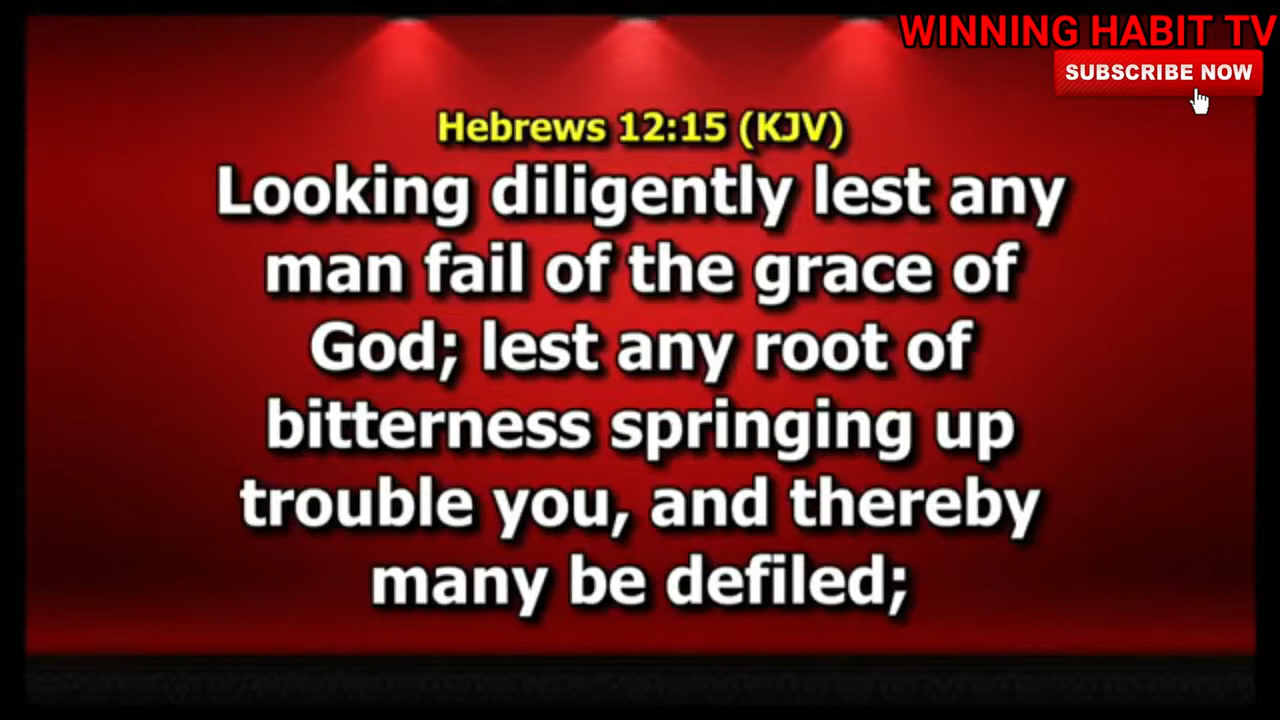 WINNING HABIT TV
SUBSCRIBE NOW
Hebrews 12:15 (KJV)
Looking diligently lest any
man fail of the grace of
God; lest any root of
bitterness springing up
trouble you, and thereby
many be defiled;